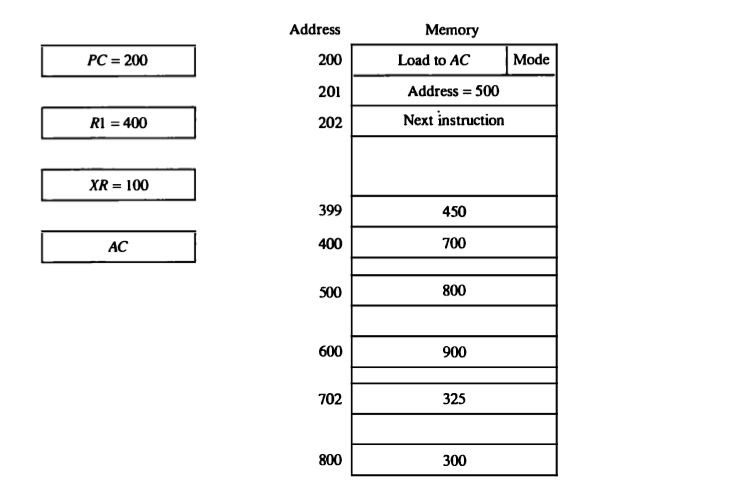 Address Memory
PC = 200
200 Load to AC Mode
201 Address = 500
R1 = 400
202 Next instruction
XR = 100
399 450
AC
400 700
500 800
600 900
702 325
800 300